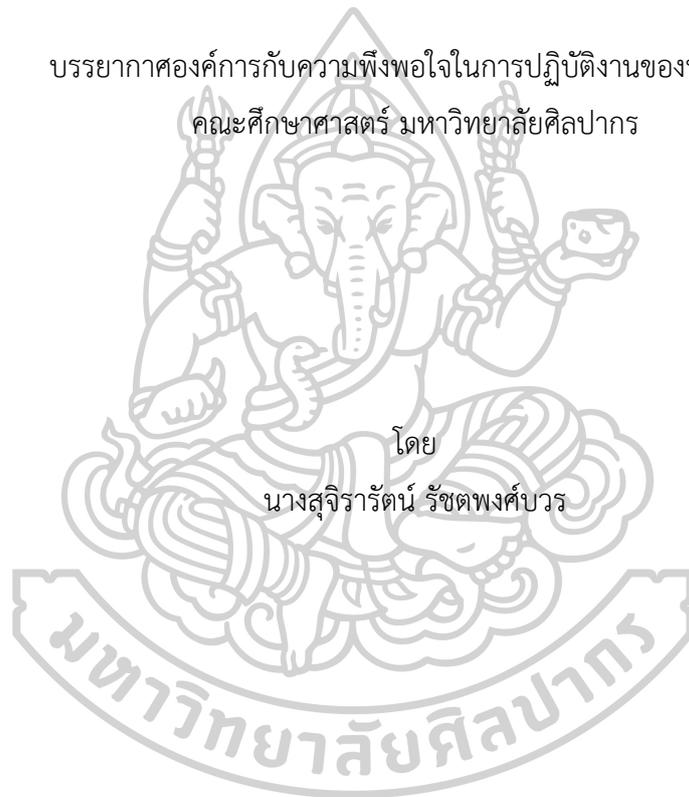 บรรยากาศองค์การกับความพึงพอใจในการปฏิบัติงานของ
คณะศึกษาศาสตร์ มหาวิทยาลัยศิลปากร
โดย
นางสุจิรารัตน์ รัชตพงศ์บวร
มหาวิทยาลัยศิลปากร